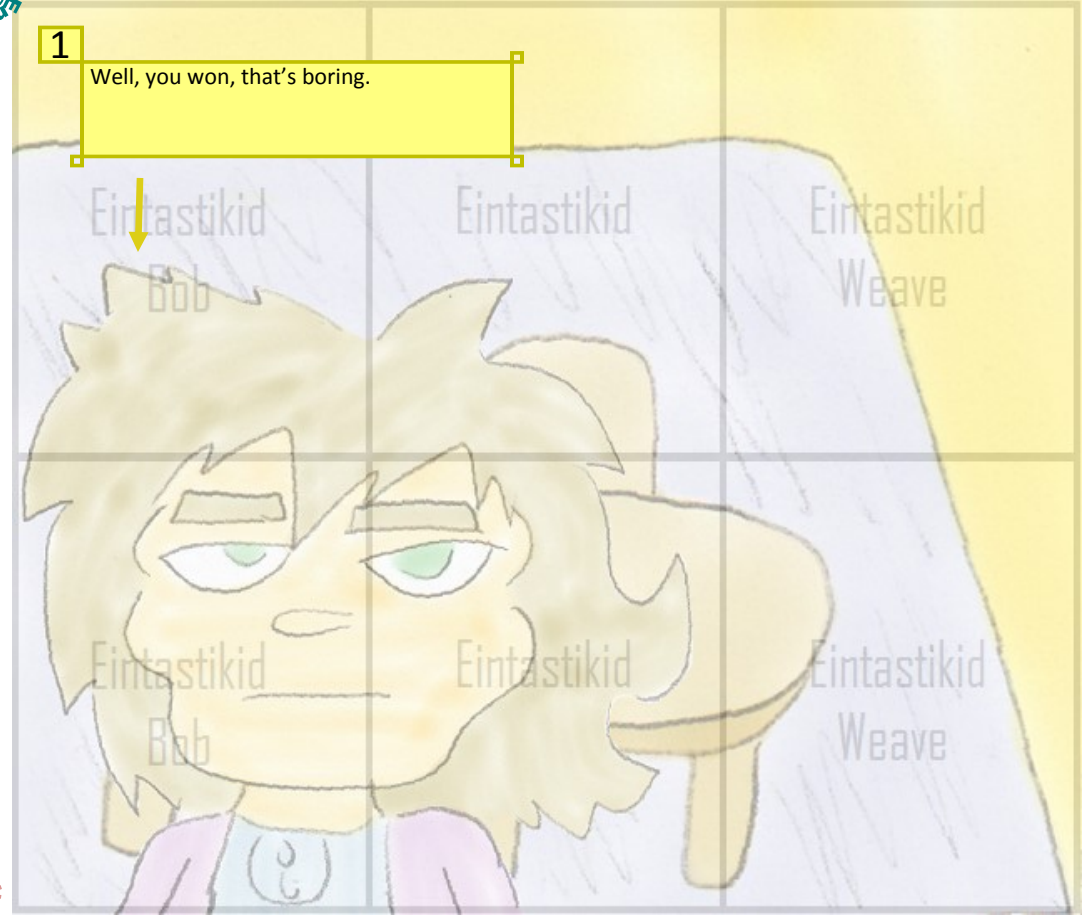 1
Well, you won, that's boring.
Eintastikid Eintastikid Eintastikid
Bob Weave
Eintastikid Eintastikid Eintastikid
Bob Weave